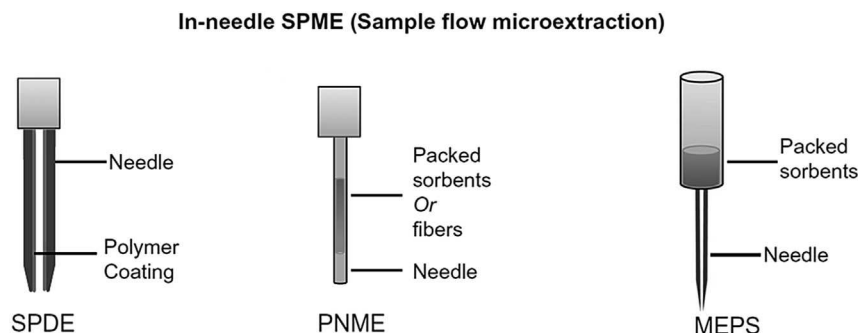 In-needle SPME (Sample flow microextraction)
Needle
Polymer
Coating
SPDE
Packed
sorbents
Or
fibers
Needle
PNME
Packed
sorbents
Needle
MEPS